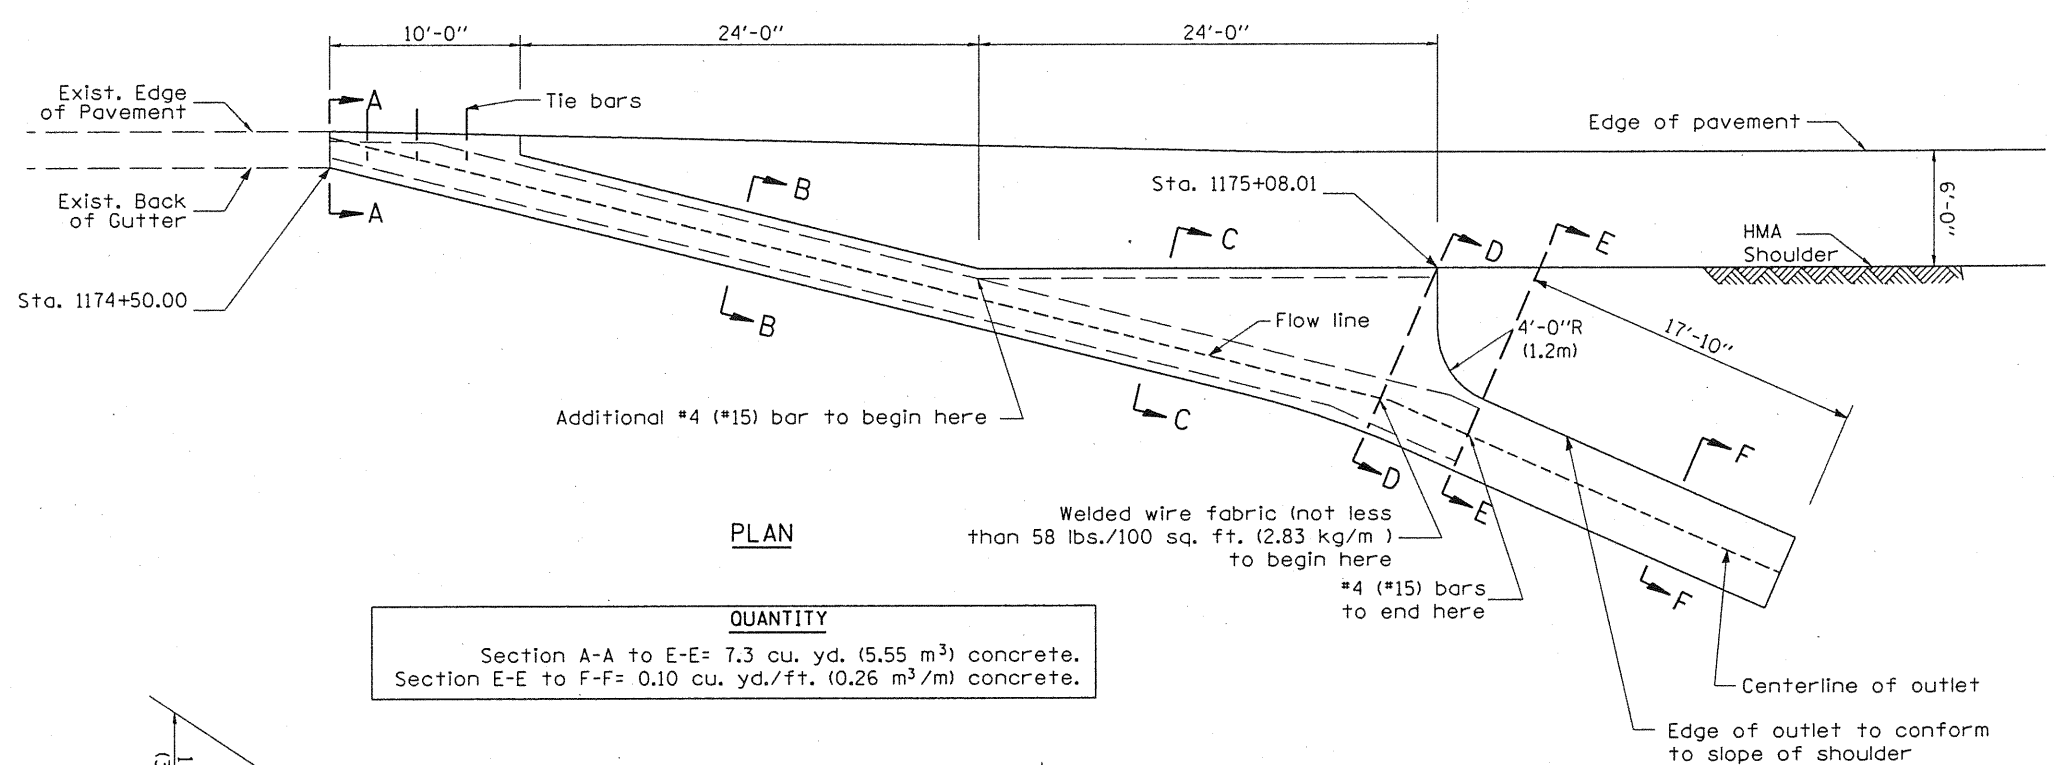 10'-0"
24'-0"
24'-0"
Exist. Edge
of Pavement
A
Tie bars
Edge of pavement
Exist. Back
of Gutter
A
B
Sta. 1175+08.01
C
D
E
HMA
Shoulder
6'-0"
Sta. 1174+50.00
B
Flow line
4'-0"R
(1.2m)
17'-10"
Additional #4 (#15) bar to begin here
C
D
E
F
PLAN
Welded wire fabric (not less
than 58 lbs./100 sq. ft. (2.83 kg/m )
to begin here
#4 (#15) bars
to end here
F
QUANTITY
Section A-A to E-E= 7.3 cu. yd. (5.55 m³) concrete.
Section E-E to F-F= 0.10 cu. yd./ft. (0.26 m³/m) concrete.
Centerline of outlet
Edge of outlet to conform
to slope of shoulder